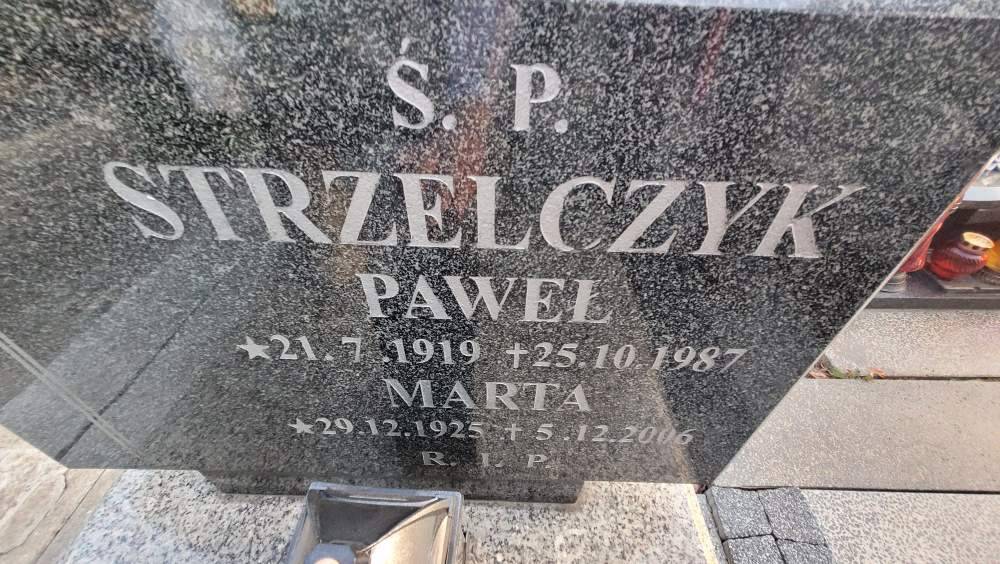 Ś. P.
STRZELCZYK
PAWEŁ
★21.7.1919 †25.10.1987
MARTA
★29.12.1925 † 5.12.2006
R. I. P.